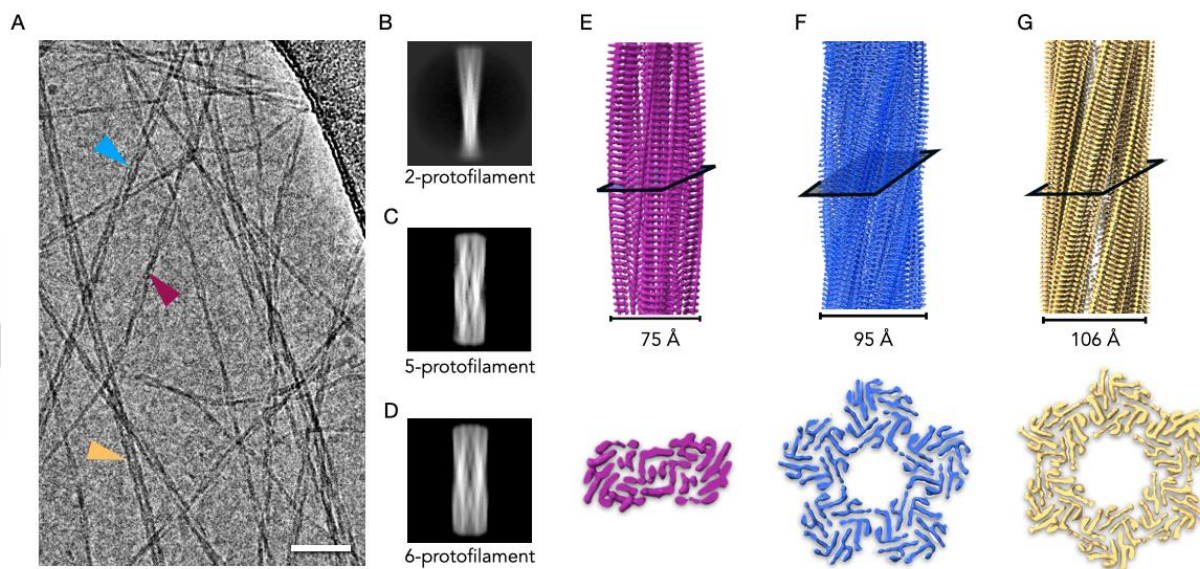 A
B
2-protofilament
C
5-protofilament
D
6-protofilament
E
75 Å
F
95 Å
G
106 Å